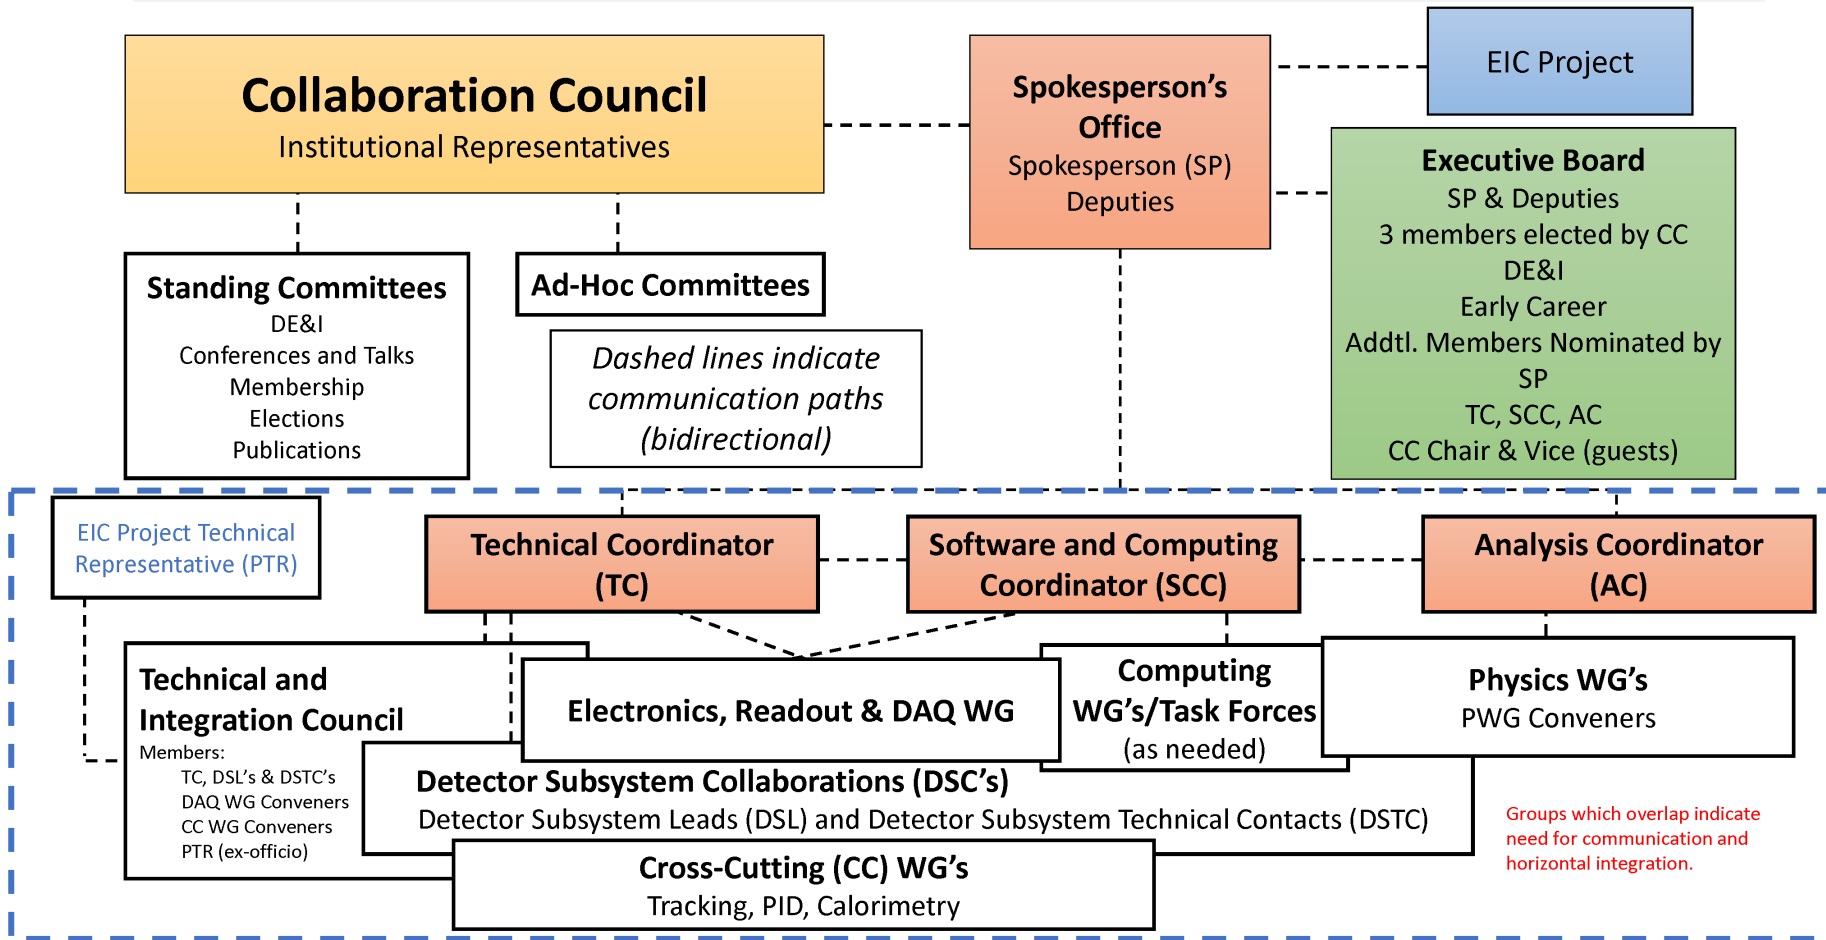 Collaboration Council
Institutional Representatives
Spokesperson's
Office
Spokesperson (SP)
Deputies
EIC Project
Executive Board
SP & Deputies
3 members elected by CC
DE&I
Early Career
Addtl. Members Nominated by
SP
TC, SCC, AC
CC Chair & Vice (guests)
Standing Committees
DE&I
Conferences and Talks
Membership
Elections
Publications
Ad-Hoc Committees
Dashed lines indicate
communication paths
(bidirectional)
EIC Project Technical
Representative (PTR)
Technical Coordinator
(TC)
Software and Computing
Coordinator (SCC)
Analysis Coordinator
(AC)
Technical and
Integration Council
Members:
TC, DSL's & DSTC's
DAQ WG Conveners
CC WG Conveners
PTR (ex-officio)
Electronics, Readout & DAQ WG
Computing
WG's/Task Forces
(as needed)
Physics WG's
PWG Conveners
Detector Subsystem Collaborations (DSC's)
Detector Subsystem Leads (DSL) and Detector Subsystem Technical Contacts (DSTC)
Cross-Cutting (CC) WG's
Tracking, PID, Calorimetry
Groups which overlap indicate
need for communication and
horizontal integration.